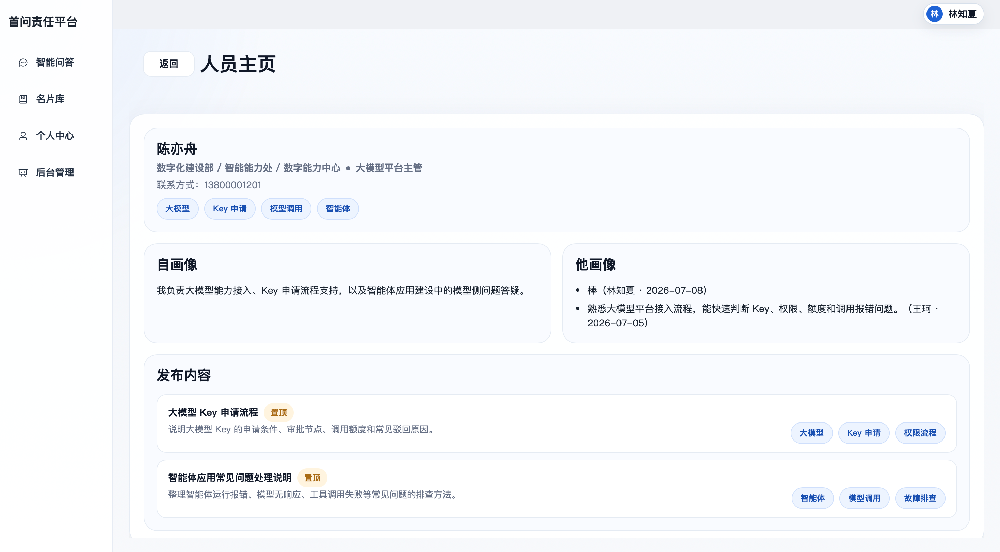 首问责任平台
林 林知夏
智能问答
名片库
个人中心
后台管理
返回 人员主页
陈亦舟
数字化建设部 / 智能能力处 / 数字能力中心 ● 大模型平台主管
联系方式：13800001201
大模型 Key 申请 模型调用 智能体
自画像
我负责大模型能力接入、Key 申请流程支持，以及智能体应用建设中的模型侧问题答疑。
他画像
• 棒（林知夏 · 2026-07-08）
• 熟悉大模型平台接入流程，能快速判断 Key、权限、额度和调用报错问题。（王珂 ·
2026-07-05）
发布内容
大模型 Key 申请流程 置顶
说明大模型 Key 的申请条件、审批节点、调用额度和常见驳回原因。
大模型 Key 申请 权限流程
智能体应用常见问题处理说明 置顶
整理智能体运行报错、模型无响应、工具调用失败等常见问题的排查方法。
智能体 模型调用 故障排查